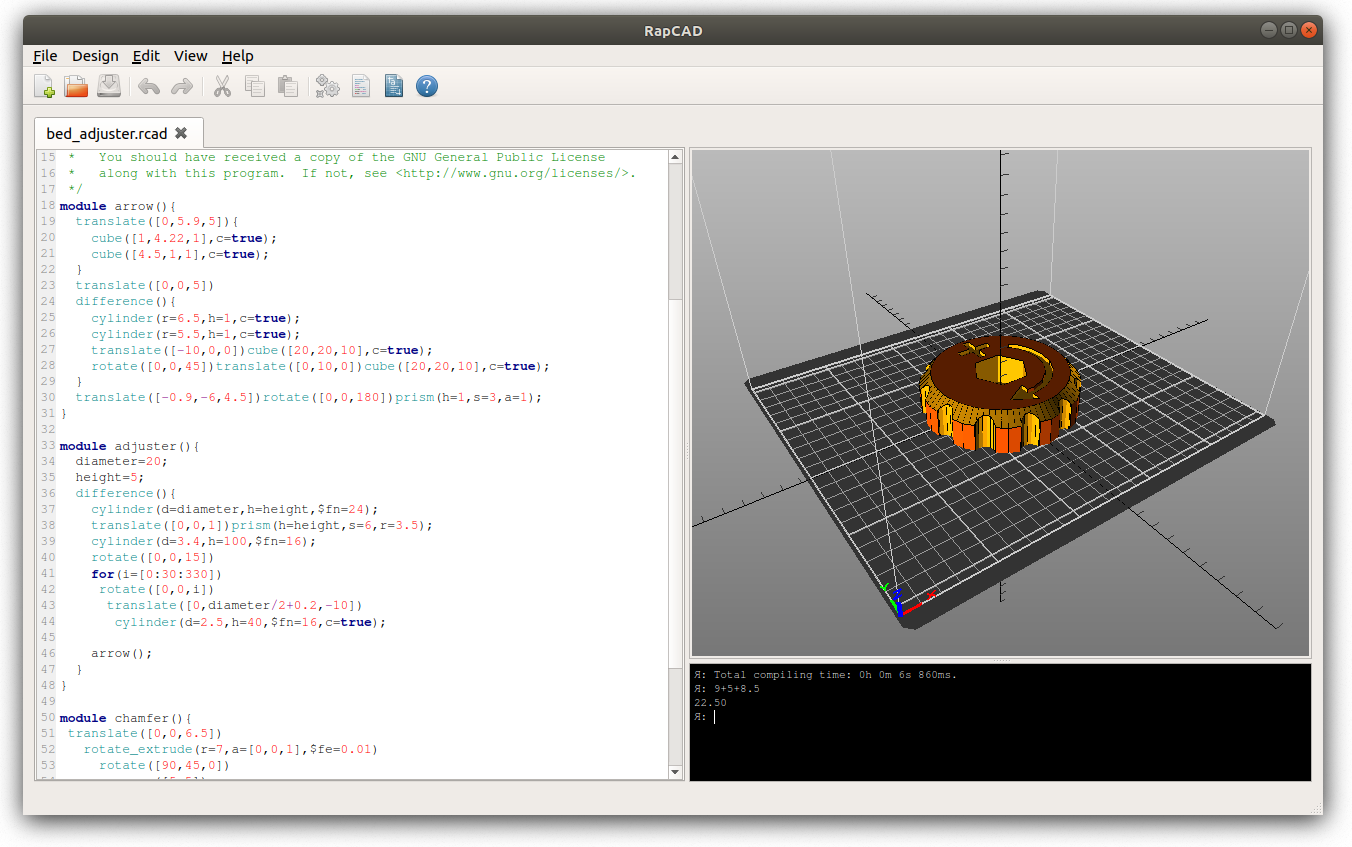 RapCAD
File Design Edit View Help
bed_adjuster.rcad
15 *   You should have received a copy of the GNU General Public License
16 *   along with this program.  If not, see <http://www.gnu.org/licenses/>.
17 */
18 module arrow(){
19   translate([0,5.9,5]){
20     cube([1,4.22,1],c=true);
21     cube([4.5,1,1],c=true);
22   }
23   translate([0,0,5])
24   difference(){
25     cylinder(r=6.5,h=1,c=true);
26     cylinder(r=5.5,h=1,c=true);
27     translate([-10,0,0])cube([20,20,10],c=true);
28     rotate([0,0,45])translate([0,10,0])cube([20,20,10],c=true);
29   }
30   translate([-0.9,-6,4.5])rotate([0,0,180])prism(h=1,s=3,a=1);
31 }
32
33 module adjuster(){
34   diameter=20;
35   height=5;
36   difference(){
37     cylinder(d=diameter,h=height,$fn=24);
38     translate([0,0,1])prism(h=height,s=6,r=3.5);
39     cylinder(d=3.4,h=100,$fn=16);
40     rotate([0,0,15])
41     for(i=[0:30:330])
42      rotate([0,0,i])
43       translate([0,diameter/2+0.2,-10])
44        cylinder(d=2.5,h=40,$fn=16,c=true);
45
46     arrow();
47   }
48 }
49
50 module chamfer(){
51  translate([0,0,6.5])
52    rotate_extrude(r=7,a=[0,0,1],$fe=0.01)
53      rotate([90,45,0])
Y Z X
Я: Total compiling time: 0h 0m 6s 860ms.
Я: 9+5+8.5
22.50
Я: